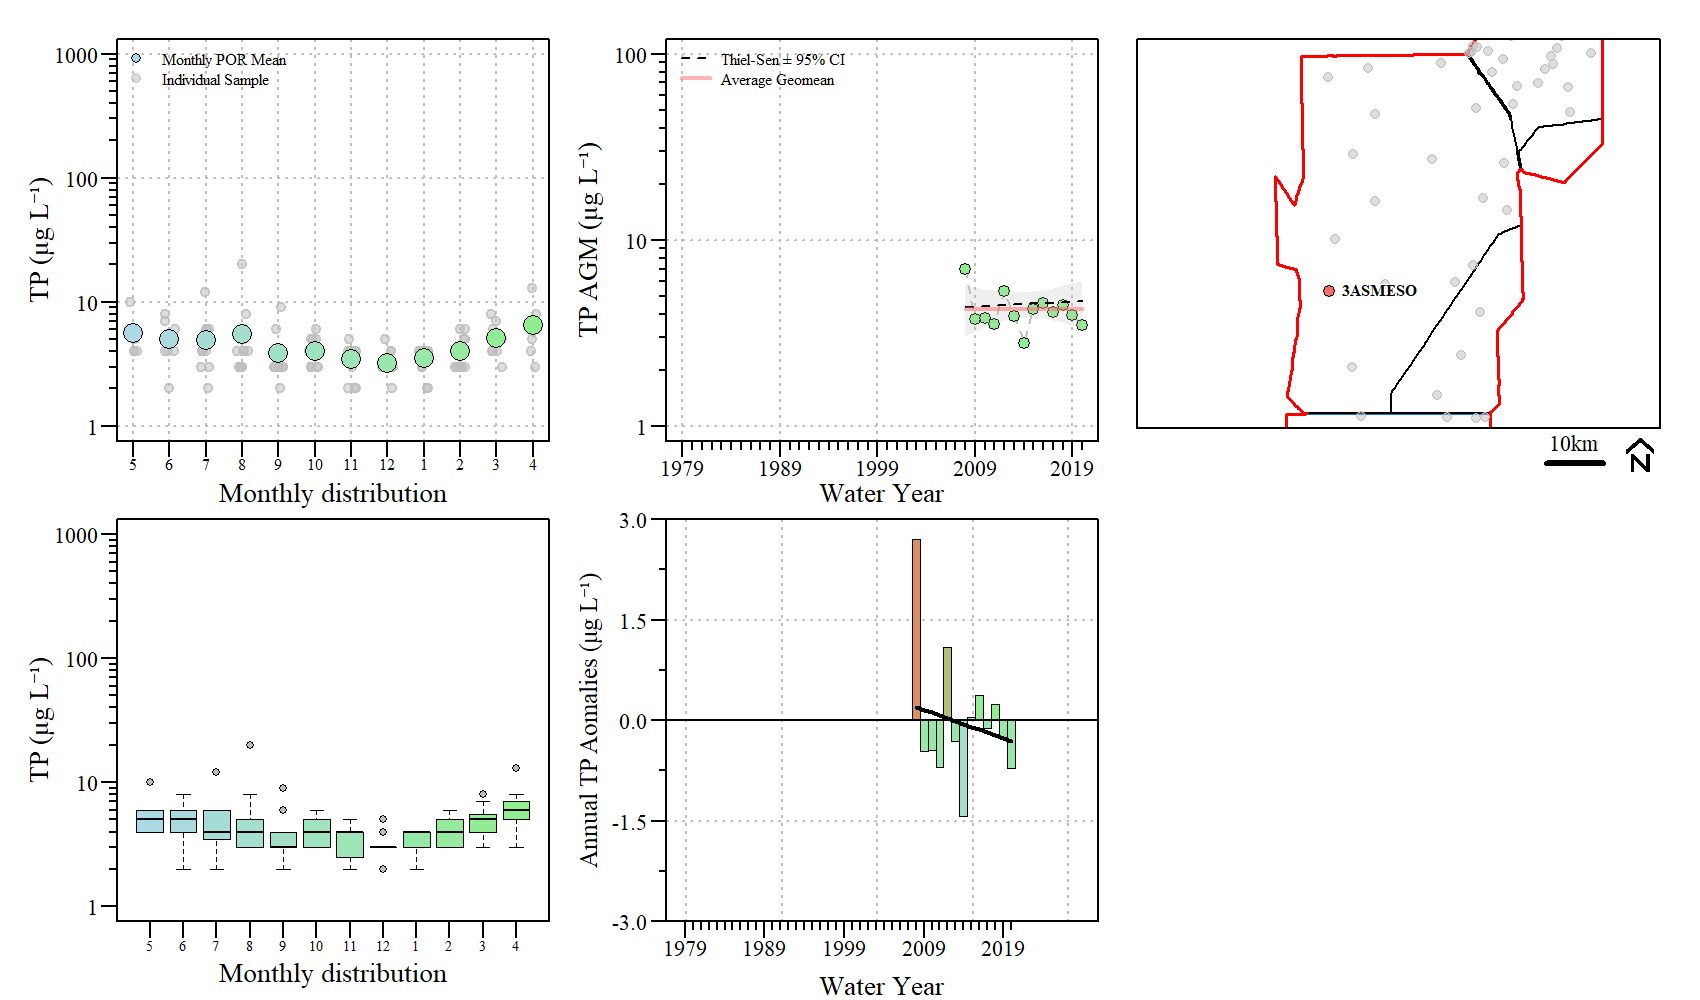 1000
100
10
1
TP (µg L⁻¹)
Monthly POR Mean
Individual Sample
5 6 7 8 9 10 11 12 1 2 3 4
Monthly distribution
100
10
1
TP AGM (µg L⁻¹)
Thiel-Sen ± 95% CI
Average Geomean
1979 1989 1999 2009 2019
Water Year
3ASMESO
10km
N
1000
100
10
1
TP (µg L⁻¹)
5 6 7 8 9 10 11 12 1 2 3 4
Monthly distribution
3.0
1.5
0.0
-1.5
-3.0
Annual TP Aomalies (µg L⁻¹)
1979 1989 1999 2009 2019
Water Year